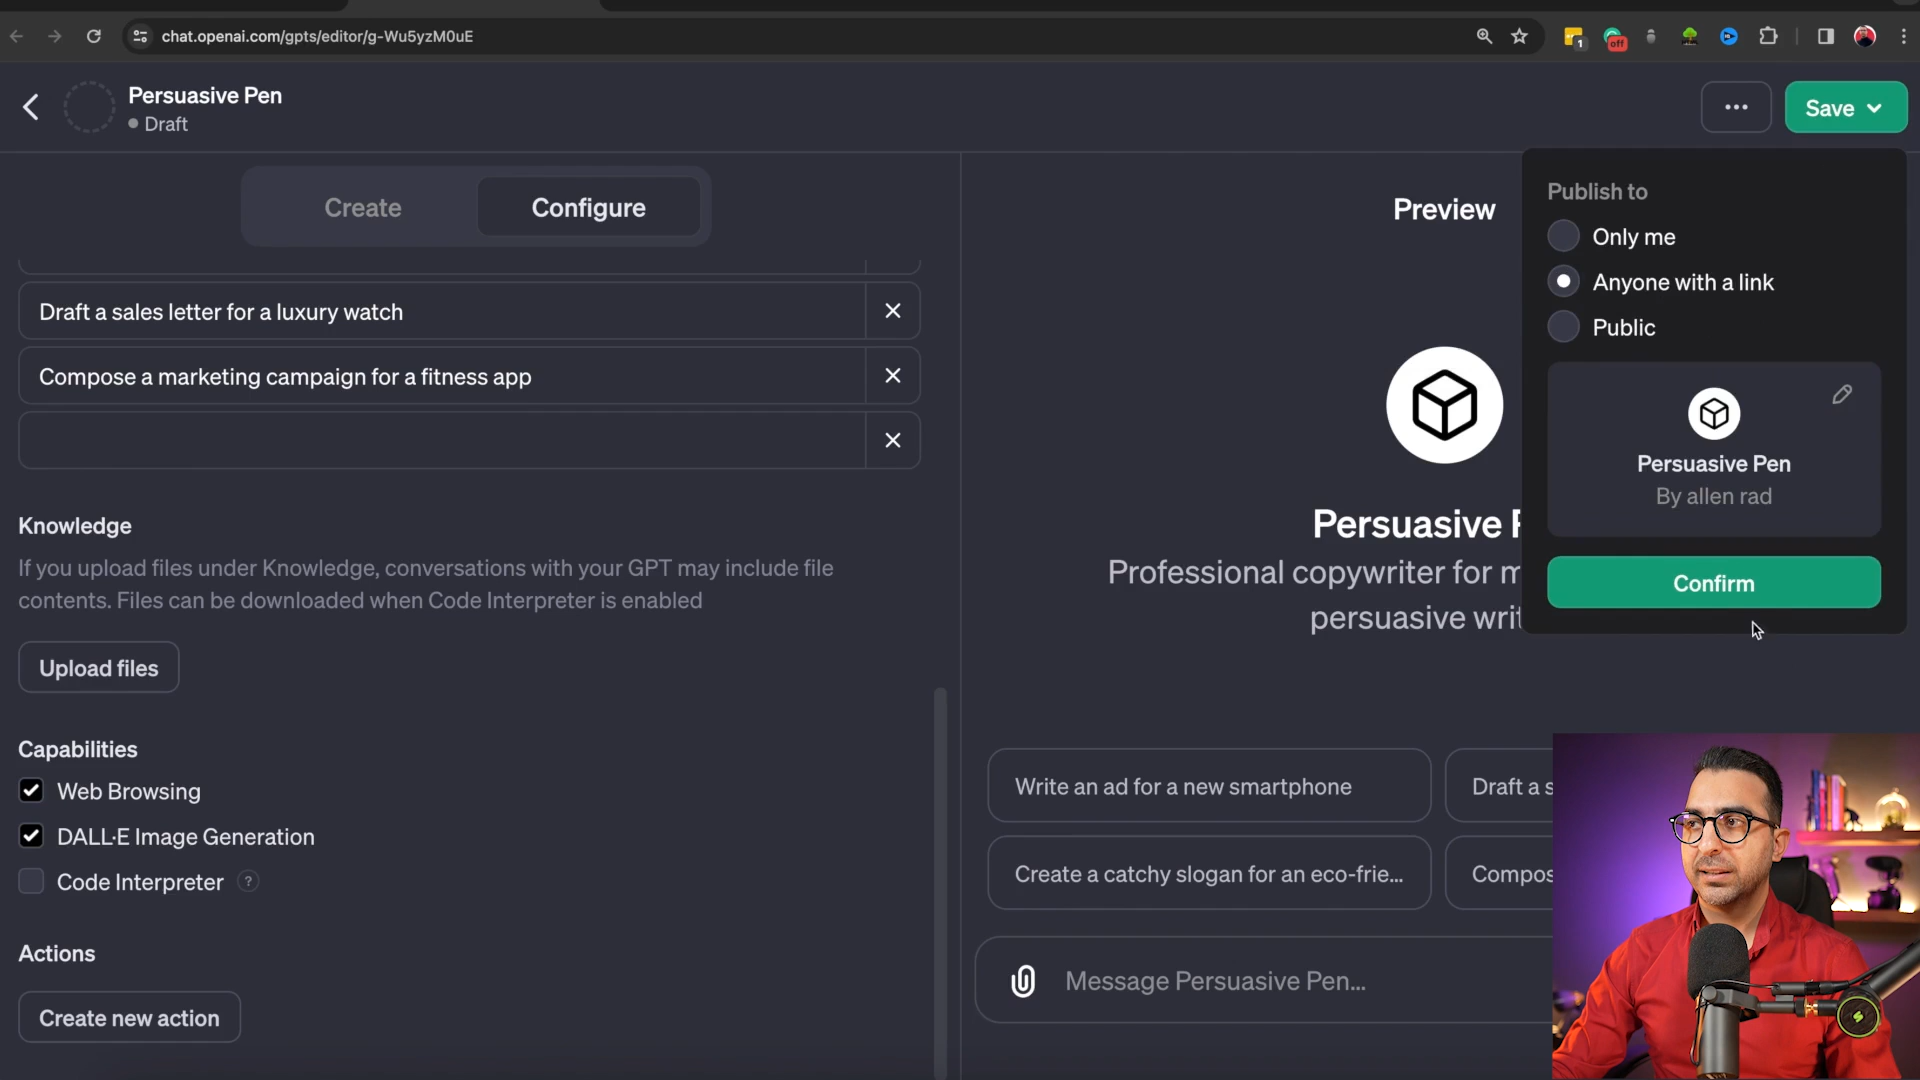 chat.openai.com/gpts/editor/g-Wu5yzM0uE
1
off
Persuasive Pen
Draft
Save
Create
Configure
Draft a sales letter for a luxury watch
Compose a marketing campaign for a fitness app
Knowledge
If you upload files under Knowledge, conversations with your GPT may include file
contents. Files can be downloaded when Code Interpreter is enabled
Upload files
Capabilities
Web Browsing
DALL·E Image Generation
Code Interpreter ?
Actions
Create new action
Preview
Persuasive
Professional copywriter for
persuasive
Write an ad for a new smartphone
Draft a s
Create a catchy slogan for an eco-frie...
Compos
Message Persuasive Pen...
Publish to
Only me
Anyone with a link
Public
Persuasive Pen
By allen rad
Confirm